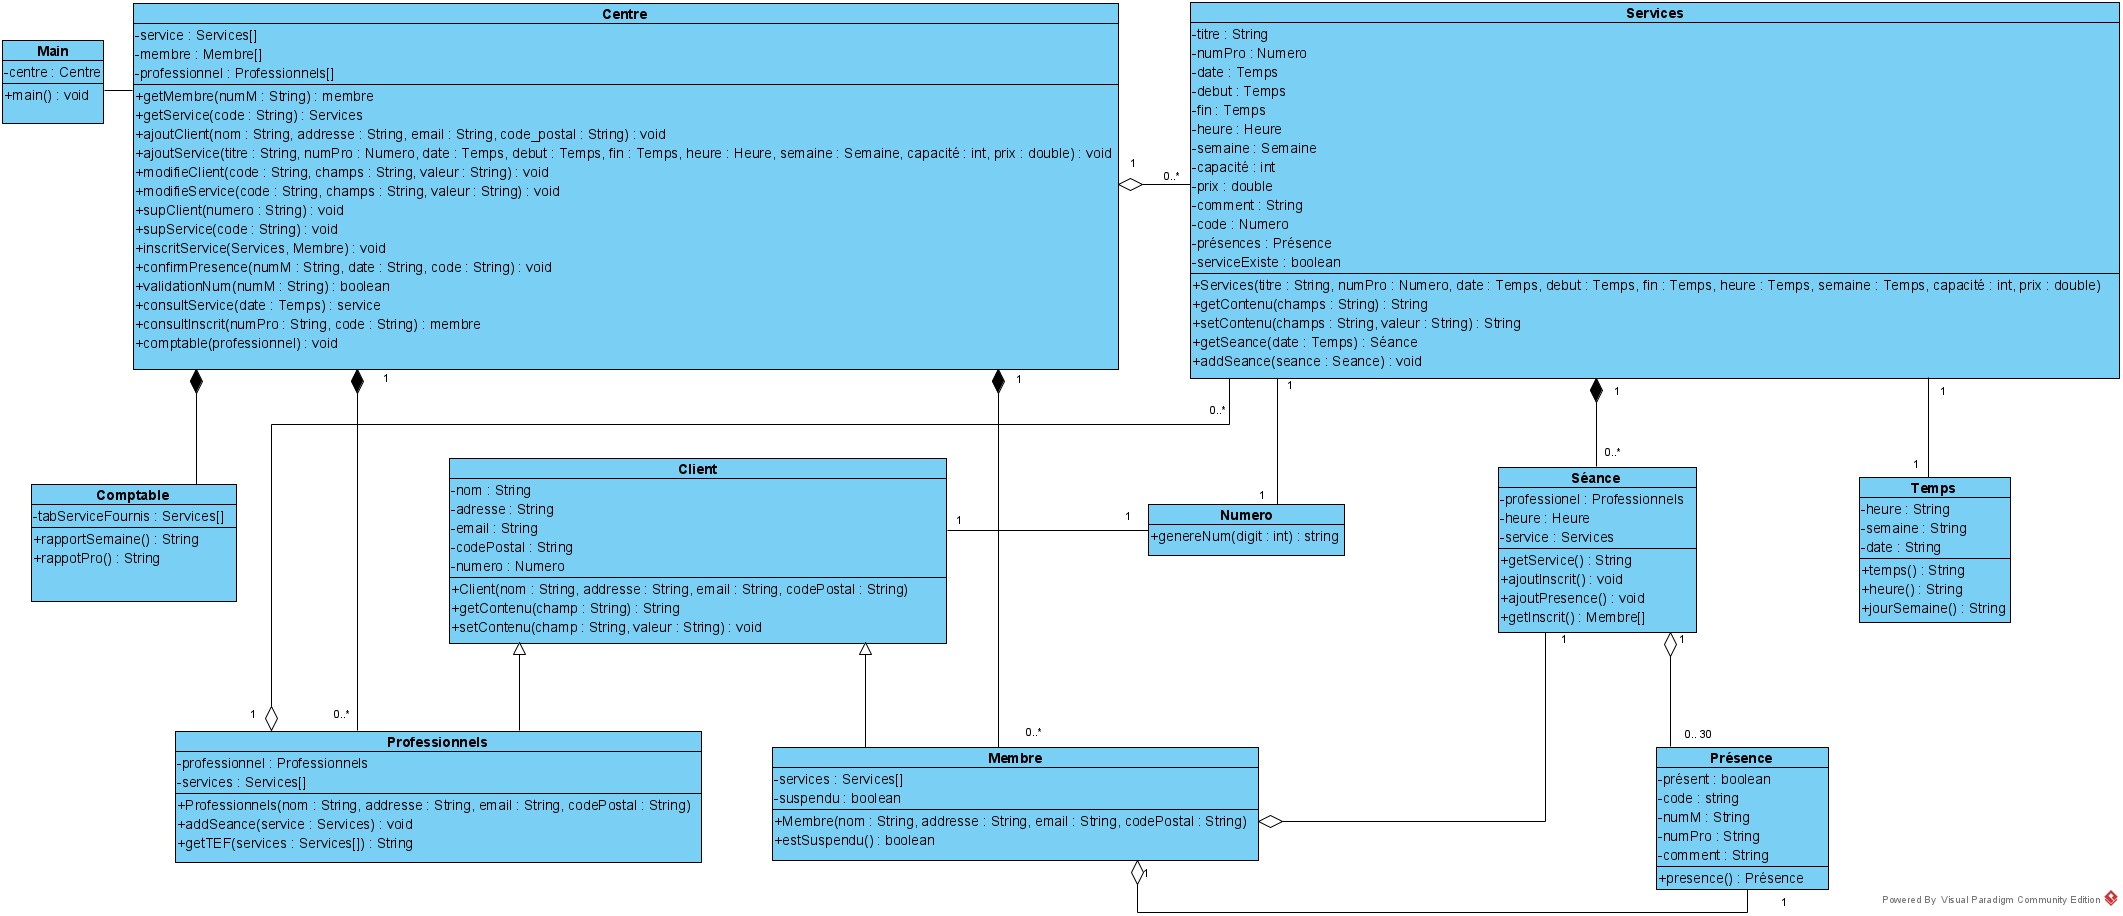 Main
-centre : Centre
+main() : void
Centre
-service : Services[]
-membre : Membre[]
-professionnel : Professionnels[]
+getMembre(numM : String) : membre
+getService(code : String) : Services
+ajoutClient(nom : String, addresse : String, email : String, code_postal : String) : void
+ajoutService(titre : String, numPro : Numero, date : Temps, debut : Temps, fin : Temps, heure : Heure, semaine : Semaine, capacité : int, prix : double) : void
+modifieClient(code : String, champs : String, valeur : String) : void
+modifieService(code : String, champs : String, valeur : String) : void
+supClient(numero : String) : void
+supService(code : String) : void
+inscritService(Services, Membre) : void
+confirmPresence(numM : String, date : String, code : String) : void
+validationNum(numM : String) : boolean
+consultService(date : Temps) : service
+consultInscrit(numPro : String, code : String) : membre
+comptable(professionnel) : void
1
0..*
Services
-titre : String
-numPro : Numero
-date : Temps
-debut : Temps
-fin : Temps
-heure : Heure
-semaine : Semaine
-capacité : int
-prix : double
-comment : String
-code : Numero
-présences : Présence
-serviceExiste : boolean
+Services(titre : String, numPro : Numero, date : Temps, debut : Temps, fin : Temps, heure : Temps, semaine : Temps, capacité : int, prix : double)
+getContenu(champs : String) : String
+setContenu(champs : String, valeur : String) : String
+getSeance(date : Temps) : Séance
+addSeance(seance : Seance) : void
1
1
0..*
1
1
1
Comptable
-tabServiceFournis : Services[]
+rapportSemaine() : String
+rappotPro() : String
Client
-nom : String
-adresse : String
-email : String
-codePostal : String
-numero : Numero
+Client(nom : String, addresse : String, email : String, codePostal : String)
+getContenu(champ : String) : String
+setContenu(champ : String, valeur : String) : void
1
1
1
Numero
+genereNum(digit : int) : string
0..*
Séance
-professionel : Professionnels
-heure : Heure
-service : Services
+getService() : String
+ajoutInscrit() : void
+ajoutPresence() : void
+getInscrit() : Membre[]
1
1
1
Temps
-heure : String
-semaine : String
-date : String
+temps() : String
+heure() : String
+jourSemaine() : String
1
0..*
Professionnels
-professionnel : Professionnels
-services : Services[]
+Professionnels(nom : String, addresse : String, email : String, codePostal : String)
+addSeance(service : Services) : void
+getTEF(services : Services[]) : String
0..*
Membre
-services : Services[]
-suspendu : boolean
+Membre(nom : String, addresse : String, email : String, codePostal : String)
+estSuspendu() : boolean
1
0.. 30
Présence
-présent : boolean
-code : string
-numM : String
-numPro : String
-comment : String
+presence() : Présence
1
Powered By Visual Paradigm Community Edition